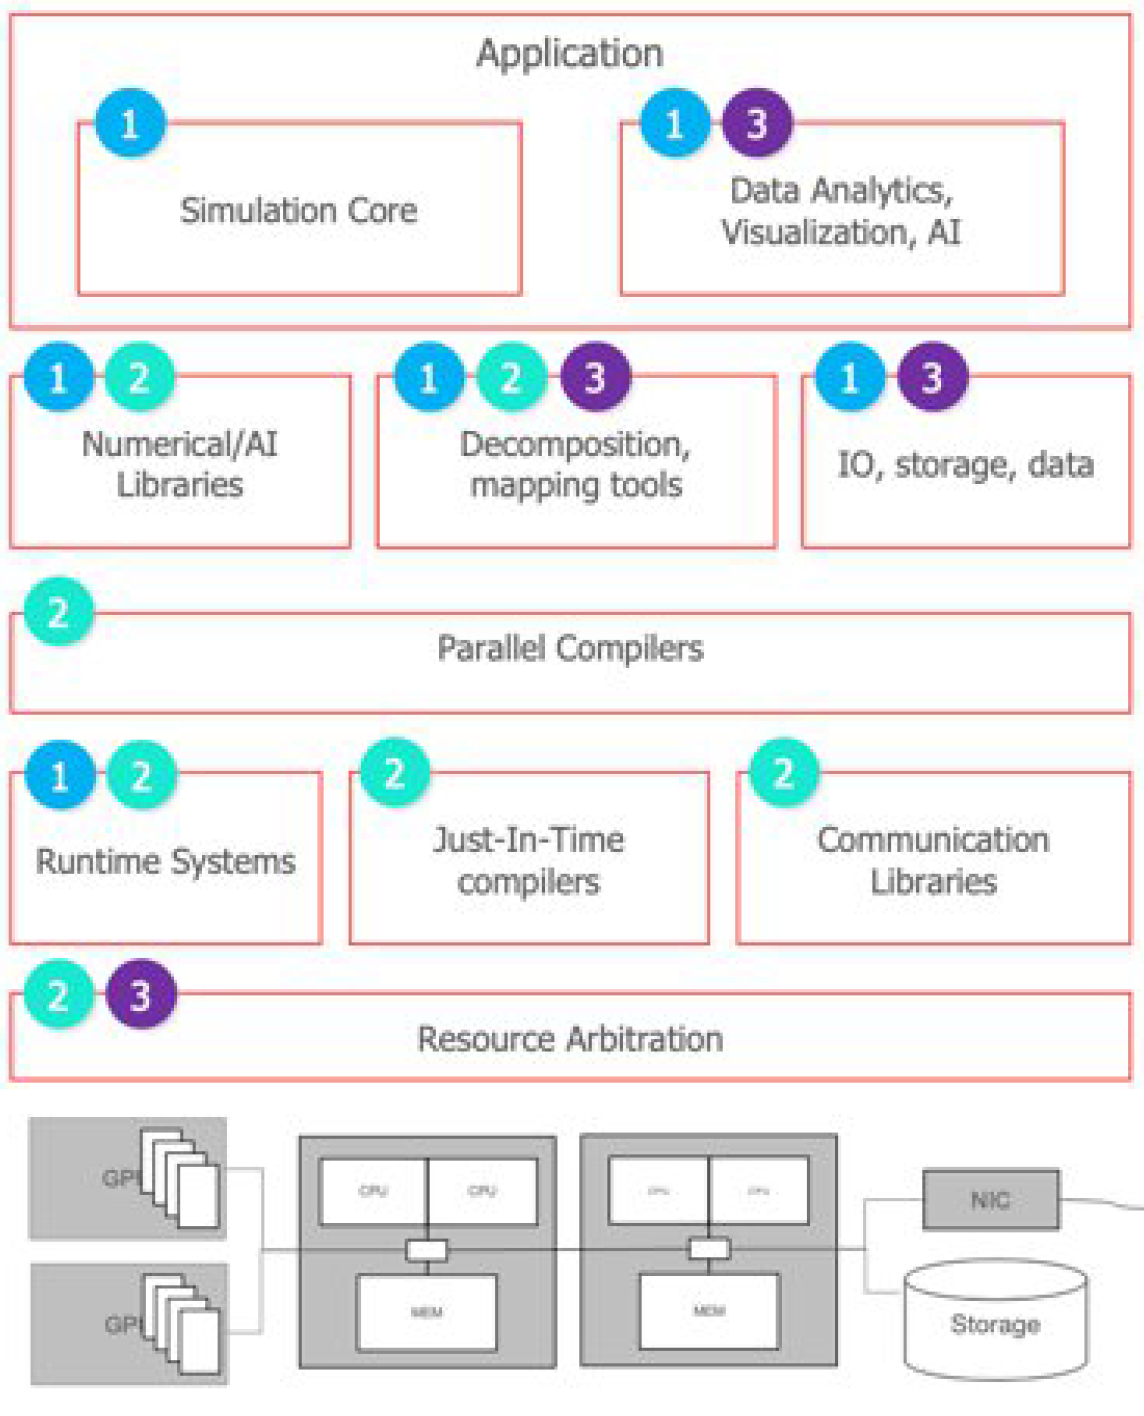 Application
1
1 3
Simulation Core
Data Analytics,
Visualization, AI
1 2
1 2 3
1 3
Numerical/AI
Libraries
Decomposition,
mapping tools
IO, storage, data
2
Parallel Compilers
1 2
2
2
Runtime Systems
Just-In-Time
compilers
Communication
Libraries
2 3
Resource Arbitration
CPU CPU
CPU CPU
NIC
MEM
MEM
Storage